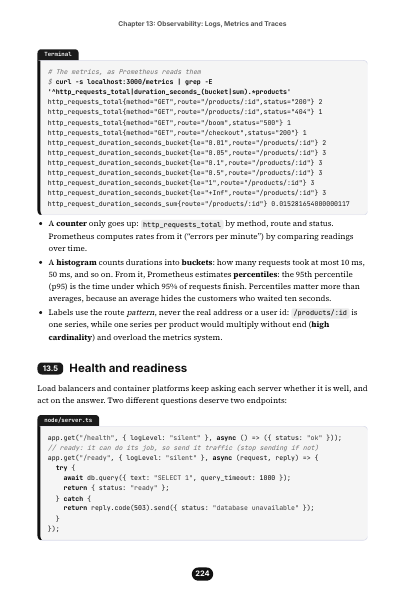 Chapter 13: Observability: Logs, Metrics and Traces
Terminal
# The metrics, as Prometheus reads them
$ curl -s localhost:3000/metrics | grep -E
'^http_requests_total|duration_seconds_(bucket|sum).*products'
http_requests_total{method="GET",route="/products/:id",status="200"} 2
http_requests_total{method="GET",route="/products/:id",status="404"} 1
http_requests_total{method="GET",route="/boom",status="500"} 1
http_requests_total{method="GET",route="/checkout",status="200"} 1
http_request_duration_seconds_bucket{le="0.01",route="/products/:id"} 2
http_request_duration_seconds_bucket{le="0.05",route="/products/:id"} 3
http_request_duration_seconds_bucket{le="0.1",route="/products/:id"} 3
http_request_duration_seconds_bucket{le="0.5",route="/products/:id"} 3
http_request_duration_seconds_bucket{le="1",route="/products/:id"} 3
http_request_duration_seconds_bucket{le="+Inf",route="/products/:id"} 3
http_request_duration_seconds_sum{route="/products/:id"} 0.015281654000000117
• A counter only goes up: http_requests_total by method, route and status.
Prometheus computes rates from it (“errors per minute”) by comparing readings
over time.
• A histogram counts durations into buckets: how many requests took at most 10 ms,
50 ms, and so on. From it, Prometheus estimates percentiles: the 95th percentile
(p95) is the time under which 95% of requests finish. Percentiles matter more than
averages, because an average hides the customers who waited ten seconds.
• Labels use the route pattern, never the real address or a user id: /products/:id is
one series, while one series per product would multiply without end (high
cardinality) and overload the metrics system.
13.5 Health and readiness
Load balancers and container platforms keep asking each server whether it is well, and
act on the answer. Two different questions deserve two endpoints:
node/server.ts
app.get("/health", { logLevel: "silent" }, async () => ({ status: "ok" }));
// ready: it can do its job, so send it traffic (stop sending if not)
app.get("/ready", { logLevel: "silent" }, async (request, reply) => {
try {
await db.query({ text: "SELECT 1", query_timeout: 1000 });
return { status: "ready" };
} catch {
return reply.code(503).send({ status: "database unavailable" });
}
});
224